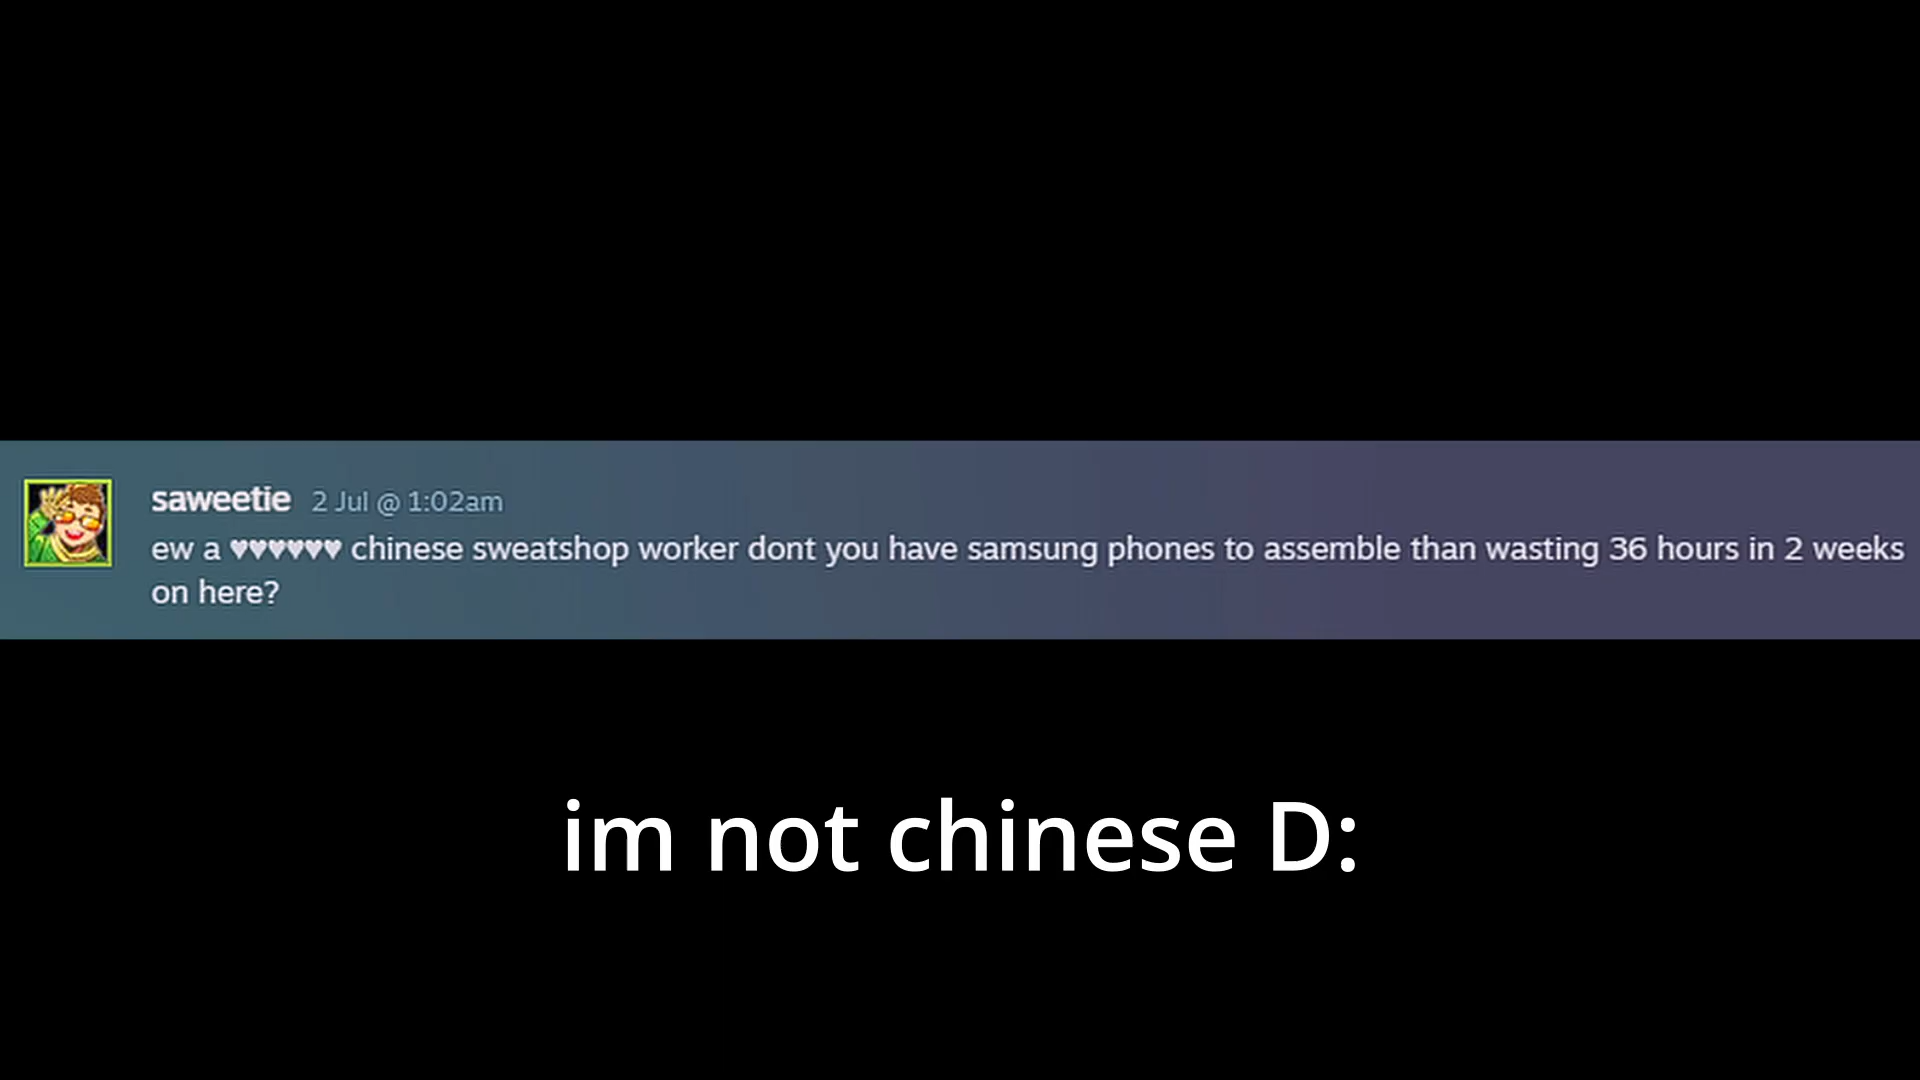 saweetie 2 Jul @ 1:02am
ew a ♥♥♥♥♥♥ chinese sweatshop worker dont you have samsung phones to assemble than wasting 36 hours in 2 weeks
on here?
im not chinese D: